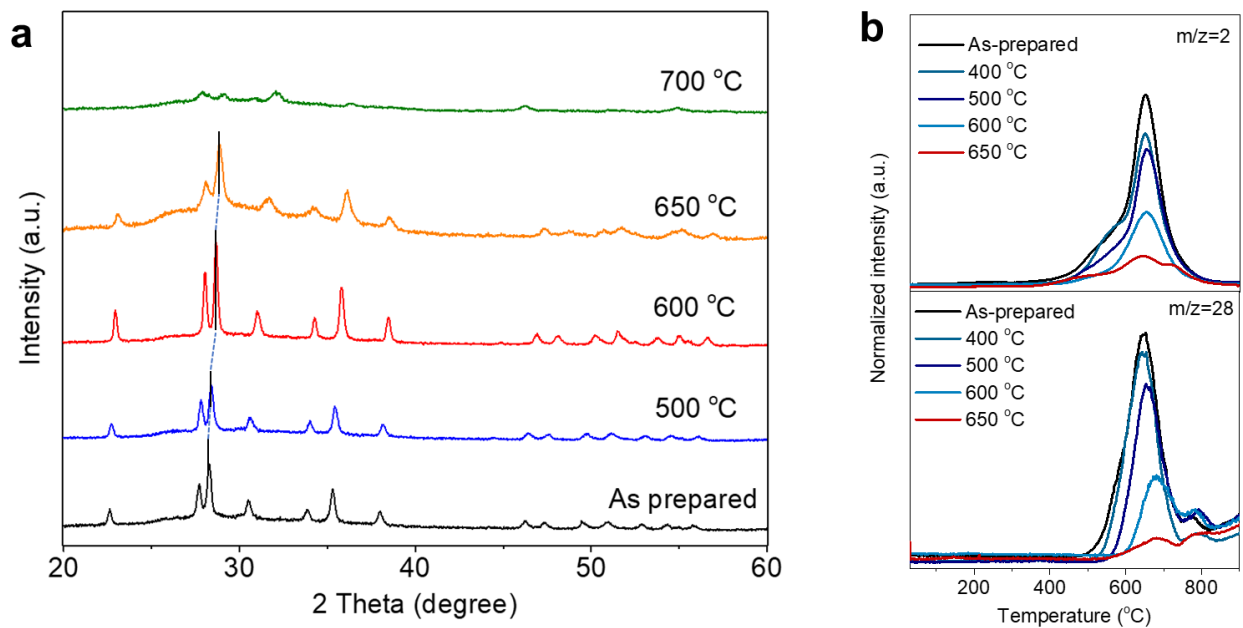 a
700 °C
650 °C
600 °C
500 °C
As prepared
Intensity (a.u.)
20
30
40
50
60
2 Theta (degree)
b
As-prepared
m/z=2
400 °C
500 °C
600 °C
650 °C
As-prepared
m/z=28
400 °C
500 °C
600 °C
650 °C
Normalized intensity (a.u.)
200
400
600
800
Temperature (°C)